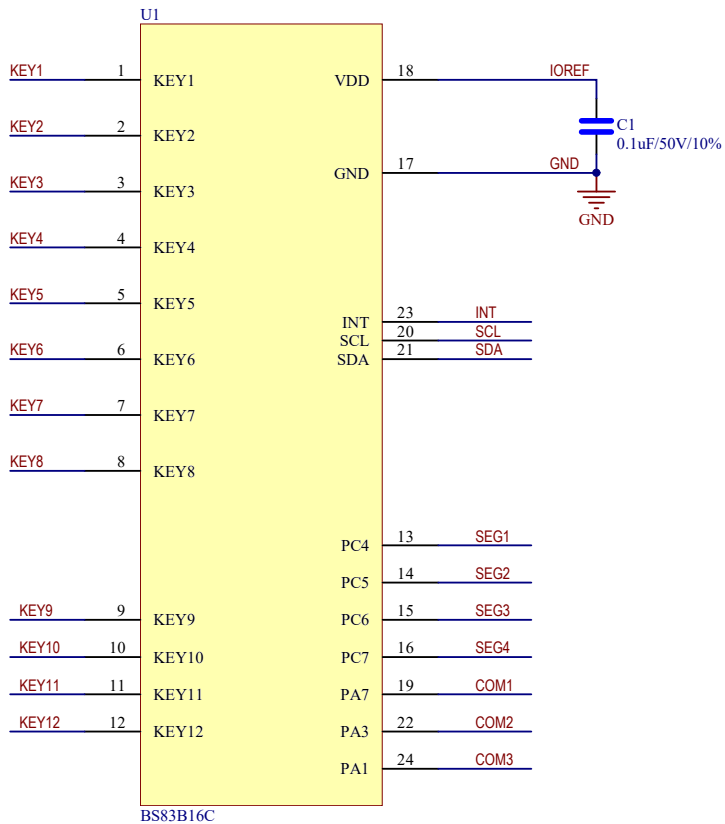 U1
KEY1 1 KEY1 VDD 18 IOREF
C1
0.1uF/50V/10%
KEY2 2 KEY2
GND 17 GND
GND
KEY3 3 KEY3
KEY4 4 KEY4
KEY5 5 KEY5
INT 23 INT
SCL 20 SCL
KEY6 6 KEY6 SDA 21 SDA
KEY7 7 KEY7
KEY8 8 KEY8
PC4 13 SEG1
PC5 14 SEG2
KEY9 9 KEY9 PC6 15 SEG3
KEY10 10 KEY10 PC7 16 SEG4
KEY11 11 KEY11 PA7 19 COM1
KEY12 12 KEY12 PA3 22 COM2
PA1 24 COM3
BS83B16C